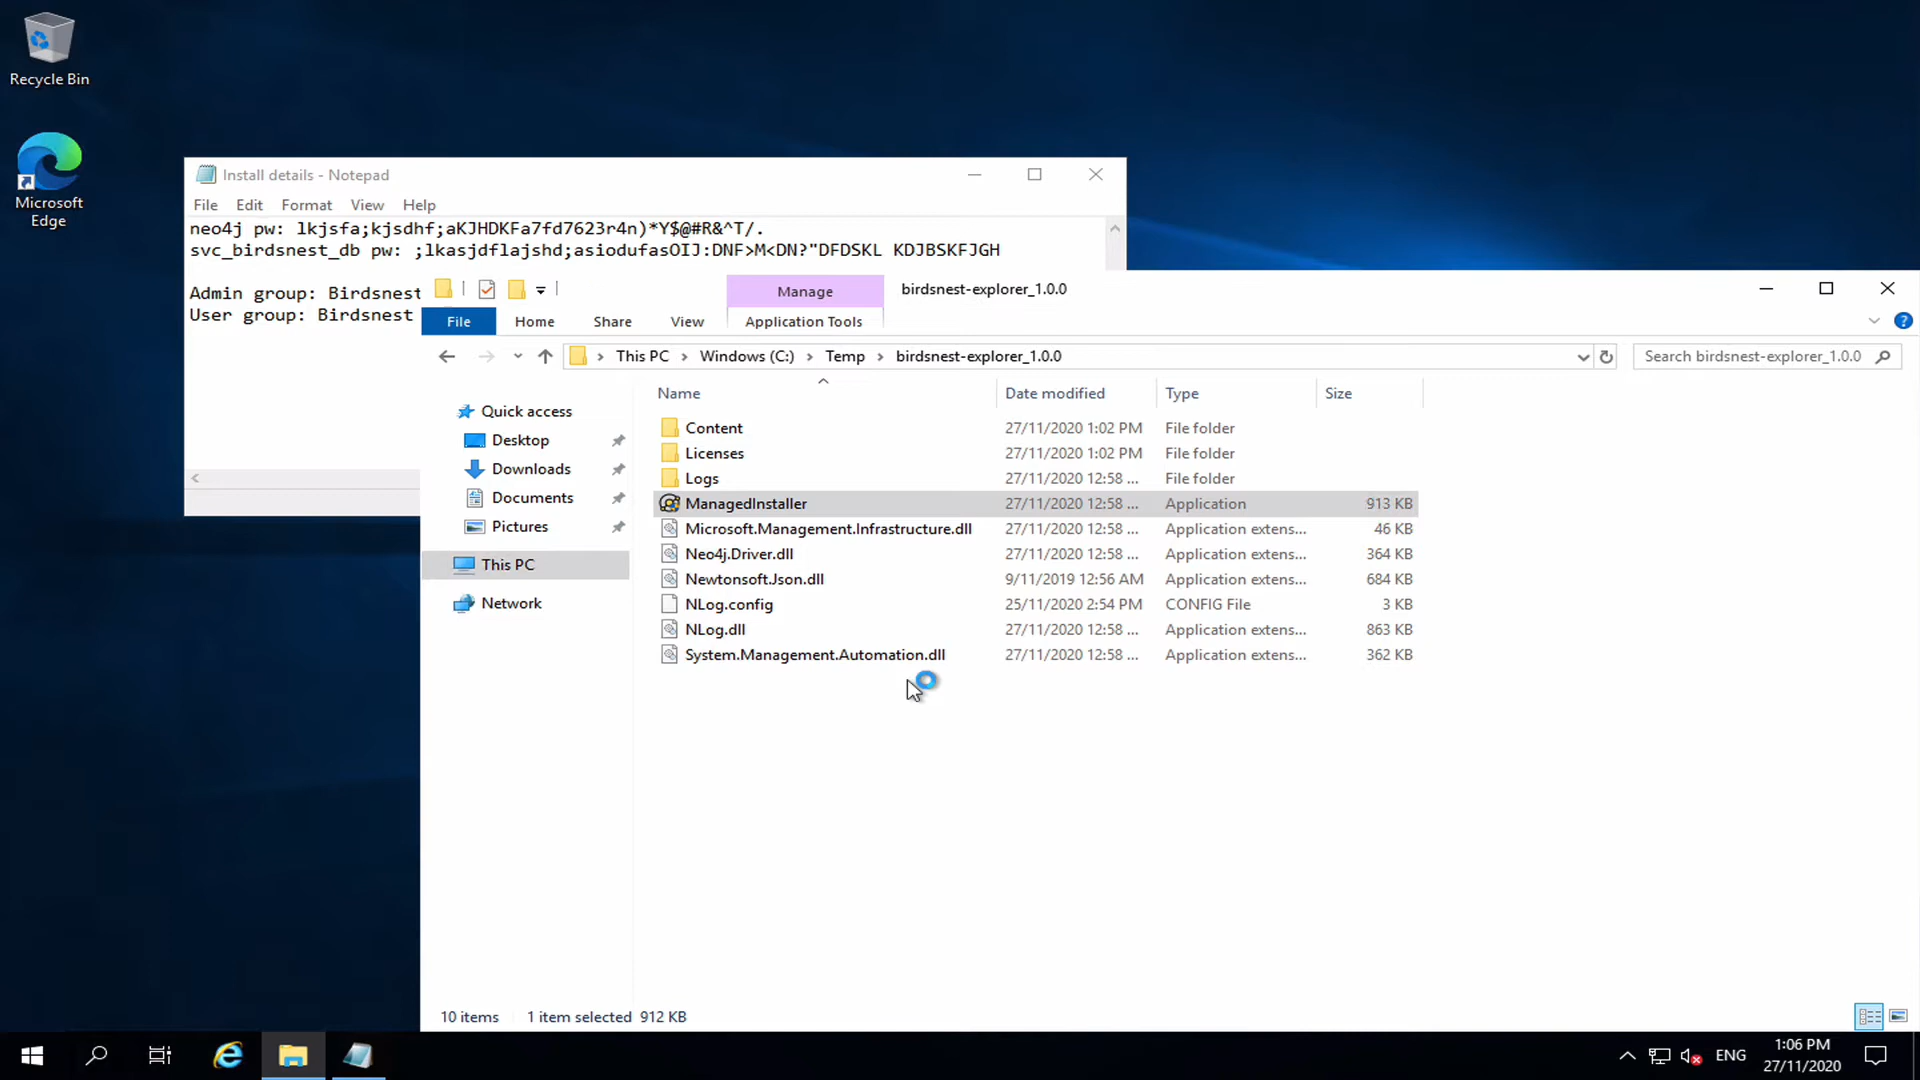 Recycle Bin
Microsoft
Edge
Install details - Notepad
File Edit Format View Help
neo4j pw: lkjsfa;kjsdhf;aKJHDKFa7fd7623r4n)*Y$@#R&^T/.
svc_birdsnest_db pw: ;lkasjdflajshd;asiodufasOIJ:DNF>M<DN?"DFDSKL KDJBSKFJGH
Admin group: Birdsnest
User group: Birdsnest
Manage birdsnest-explorer_1.0.0
File Home Share View Application Tools
This PC Windows (C:) Temp birdsnest-explorer_1.0.0 Search birdsnest-explorer_1.0.0
Name Date modified Type Size
Quick access
Desktop
Downloads
Documents
Pictures
This PC
Network
Content 27/11/2020 1:02 PM File folder
Licenses 27/11/2020 1:02 PM File folder
Logs 27/11/2020 12:58 ... File folder
ManagedInstaller 27/11/2020 12:58 ... Application 913 KB
Microsoft.Management.Infrastructure.dll 27/11/2020 12:58 ... Application extens... 46 KB
Neo4j.Driver.dll 27/11/2020 12:58 ... Application extens... 364 KB
Newtonsoft.Json.dll 9/11/2019 12:56 AM Application extens... 684 KB
NLog.config 25/11/2020 2:54 PM CONFIG File 3 KB
NLog.dll 27/11/2020 12:58 ... Application extens... 863 KB
System.Management.Automation.dll 27/11/2020 12:58 ... Application extens... 362 KB
10 items 1 item selected 912 KB
ENG
1:06 PM
27/11/2020